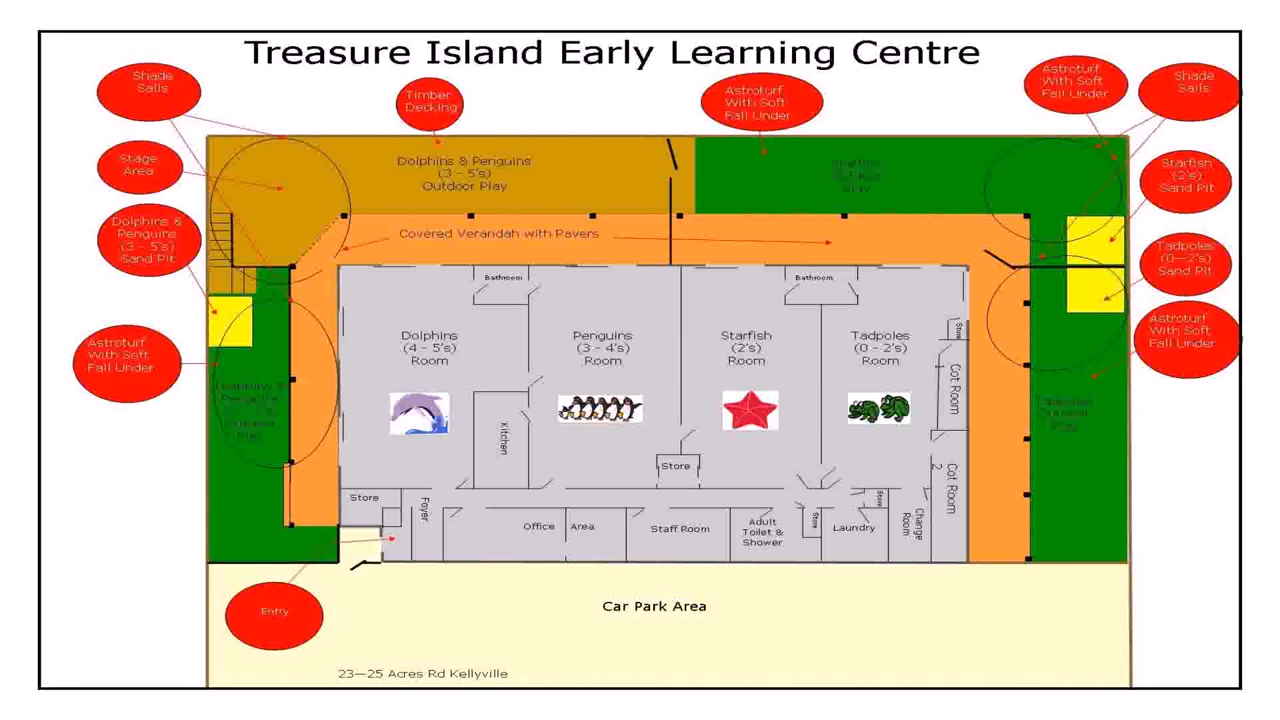 Treasure Island Early Learning Centre
Shade
Sails
Timber
Decking
Astroturf
With Soft
Fall Under
Astroturf
With Soft
Fall Under
Shade
Sails
Stage
Area
Dolphins & Penguins
(3 - 5's)
Outdoor Play
Starfish
(2's)
Sand Pit
Dolphins &
Penguins
(3 - 5's)
Sand Pit
Covered Verandah with Pavers
Tadpoles
(0—2's)
Sand Pit
Bathroom
Bathroom
Astroturf
With Soft
Fall Under
Astroturf
With Soft
Fall Under
Dolphins
(4 - 5's)
Room
Penguins
(3 - 4's)
Room
Starfish
(2's)
Room
Tadpoles
(0 - 2's)
Room
Store
Cot Room
Kitchen
Store
Cot Room
2
Store
Foyer
Office
Area
Staff Room
Adult
Toilet &
Shower
Store
Laundry
Store
Change
Room
Entry
Car Park Area
23—25 Acres Rd Kellyville